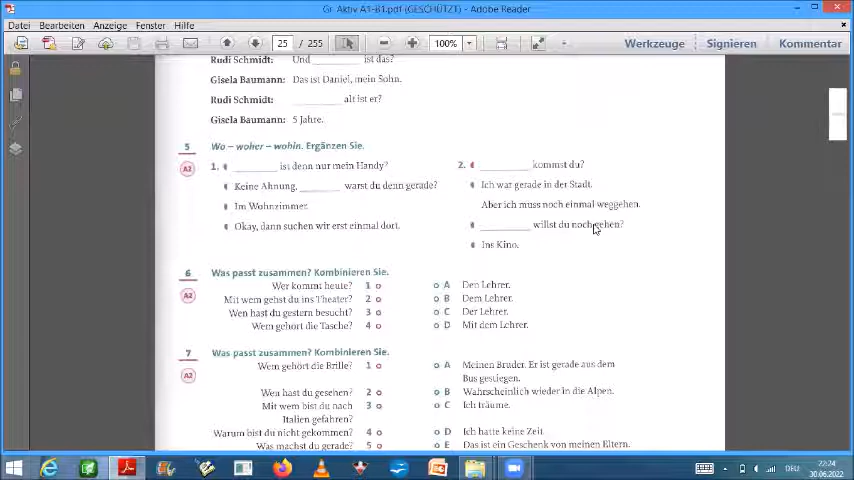 Gr. Aktiv A1-B1.pdf (GESCHÜTZT) - Adobe Reader
Datei Bearbeiten Anzeige Fenster Hilfe
25 / 255 100% Werkzeuge Signieren Kommentar
Rudi Schmidt: Und ________ ist das?
Gisela Baumann: Das ist Daniel, mein Sohn.
Rudi Schmidt: ________ alt ist er?
Gisela Baumann: 5 Jahre.
5 Wo – woher – wohin. Ergänzen Sie.
A2
1. ________ ist denn nur mein Handy?
Keine Ahnung, ________ warst du denn gerade?
Im Wohnzimmer.
Okay, dann suchen wir erst einmal dort.
2. ________ kommst du?
Ich war gerade in der Stadt.
Aber ich muss noch einmal weggehen.
________ willst du noch gehen?
Ins Kino.
6 Was passt zusammen? Kombinieren Sie.
A2
Wer kommt heute? 1 A Den Lehrer.
Mit wem gehst du ins Theater? 2 B Dem Lehrer.
Wen hast du gestern besucht? 3 C Der Lehrer.
Wem gehört die Tasche? 4 D Mit dem Lehrer.
7 Was passt zusammen? Kombinieren Sie.
A2
Wem gehört die Brille? 1 A Meinen Bruder. Er ist gerade aus dem
Bus gestiegen.
Wen hast du gesehen? 2 B Wahrscheinlich wieder in die Alpen.
Mit wem bist du nach 3 C Ich träume.
Italien gefahren?
Warum bist du nicht gekommen? 4 D Ich hatte keine Zeit.
Was machst du gerade? 5 E Das ist ein Geschenk von meinen Eltern.
DEU
22:24
30.06.2022